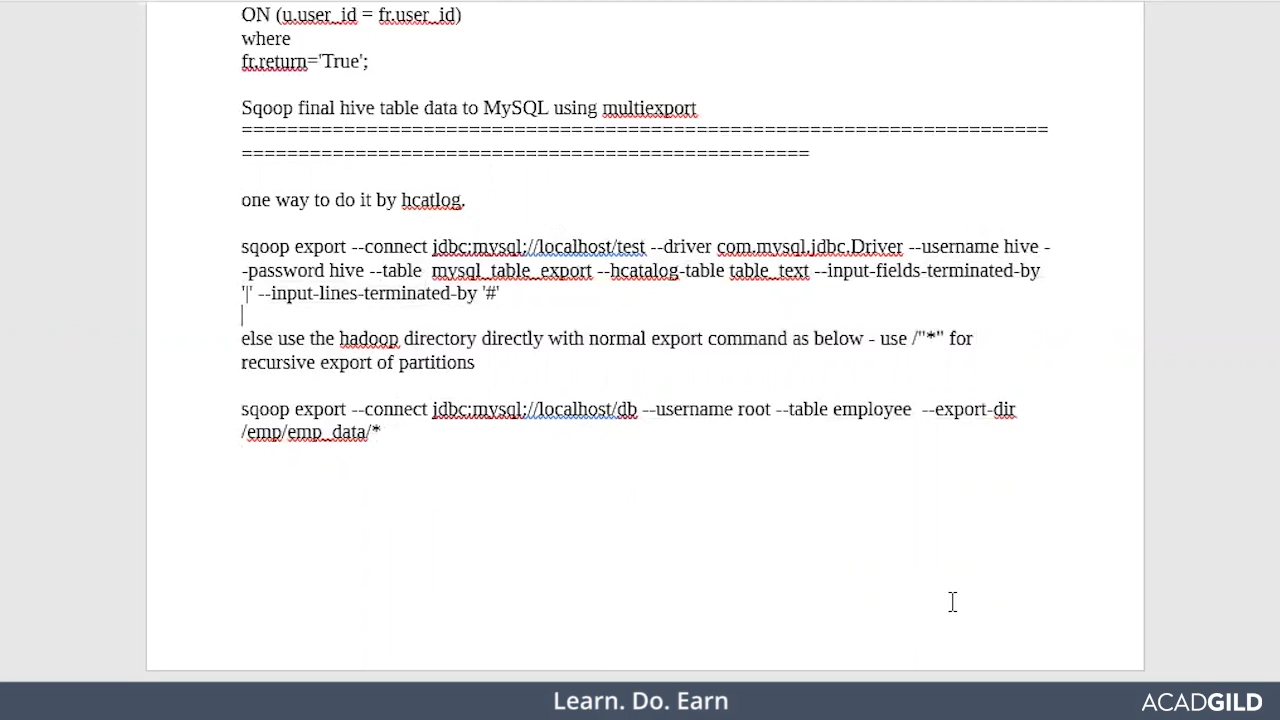 ON (u.user_id = fr.user_id)
where
fr.return='True';
Sqoop final hive table data to MySQL using multiexport
=======================================================================
==================================================
one way to do it by hcatlog.
sqoop export --connect jdbc:mysql://localhost/test --driver com.mysql.jdbc.Driver --username hive -
-password hive --table  mysql_table_export --hcatalog-table table_text --input-fields-terminated-by
'|' --input-lines-terminated-by '#'
else use the hadoop directory directly with normal export command as below - use /"*" for
recursive export of partitions
sqoop export --connect jdbc:mysql://localhost/db --username root --table employee  --export-dir
/emp/emp_data/*
Learn. Do. Earn
ACADGILD